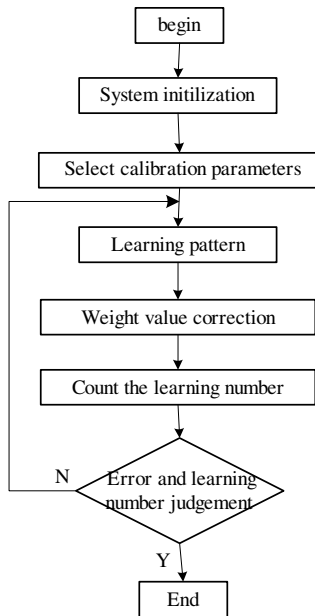 begin
System initilization
Select calibration parameters
Learning pattern
Weight value correction
Count the learning number
Error and learning
number judgement
N
Y
End